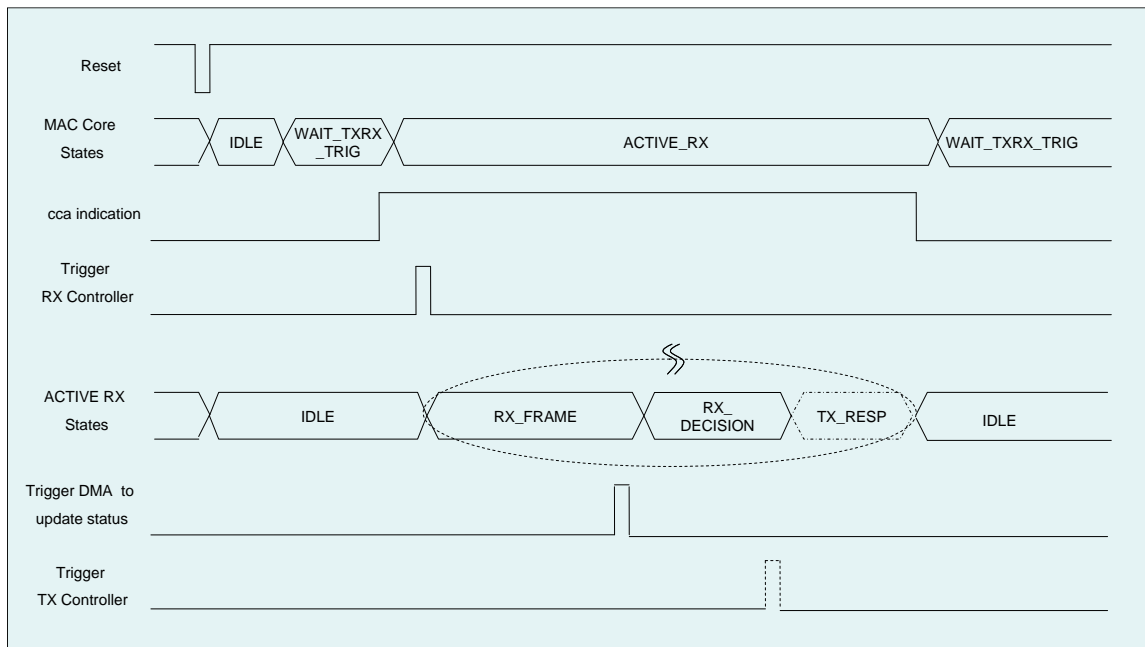 Reset
MAC Core
States
IDLE
WAIT_TXRX
_TRIG
ACTIVE_RX
WAIT_TXRX_TRIG
cca indication
Trigger
RX Controller
ACTIVE RX
States
IDLE
RX_FRAME
RX_
DECISION
TX_RESP
IDLE
Trigger DMA to
update status
Trigger
TX Controller